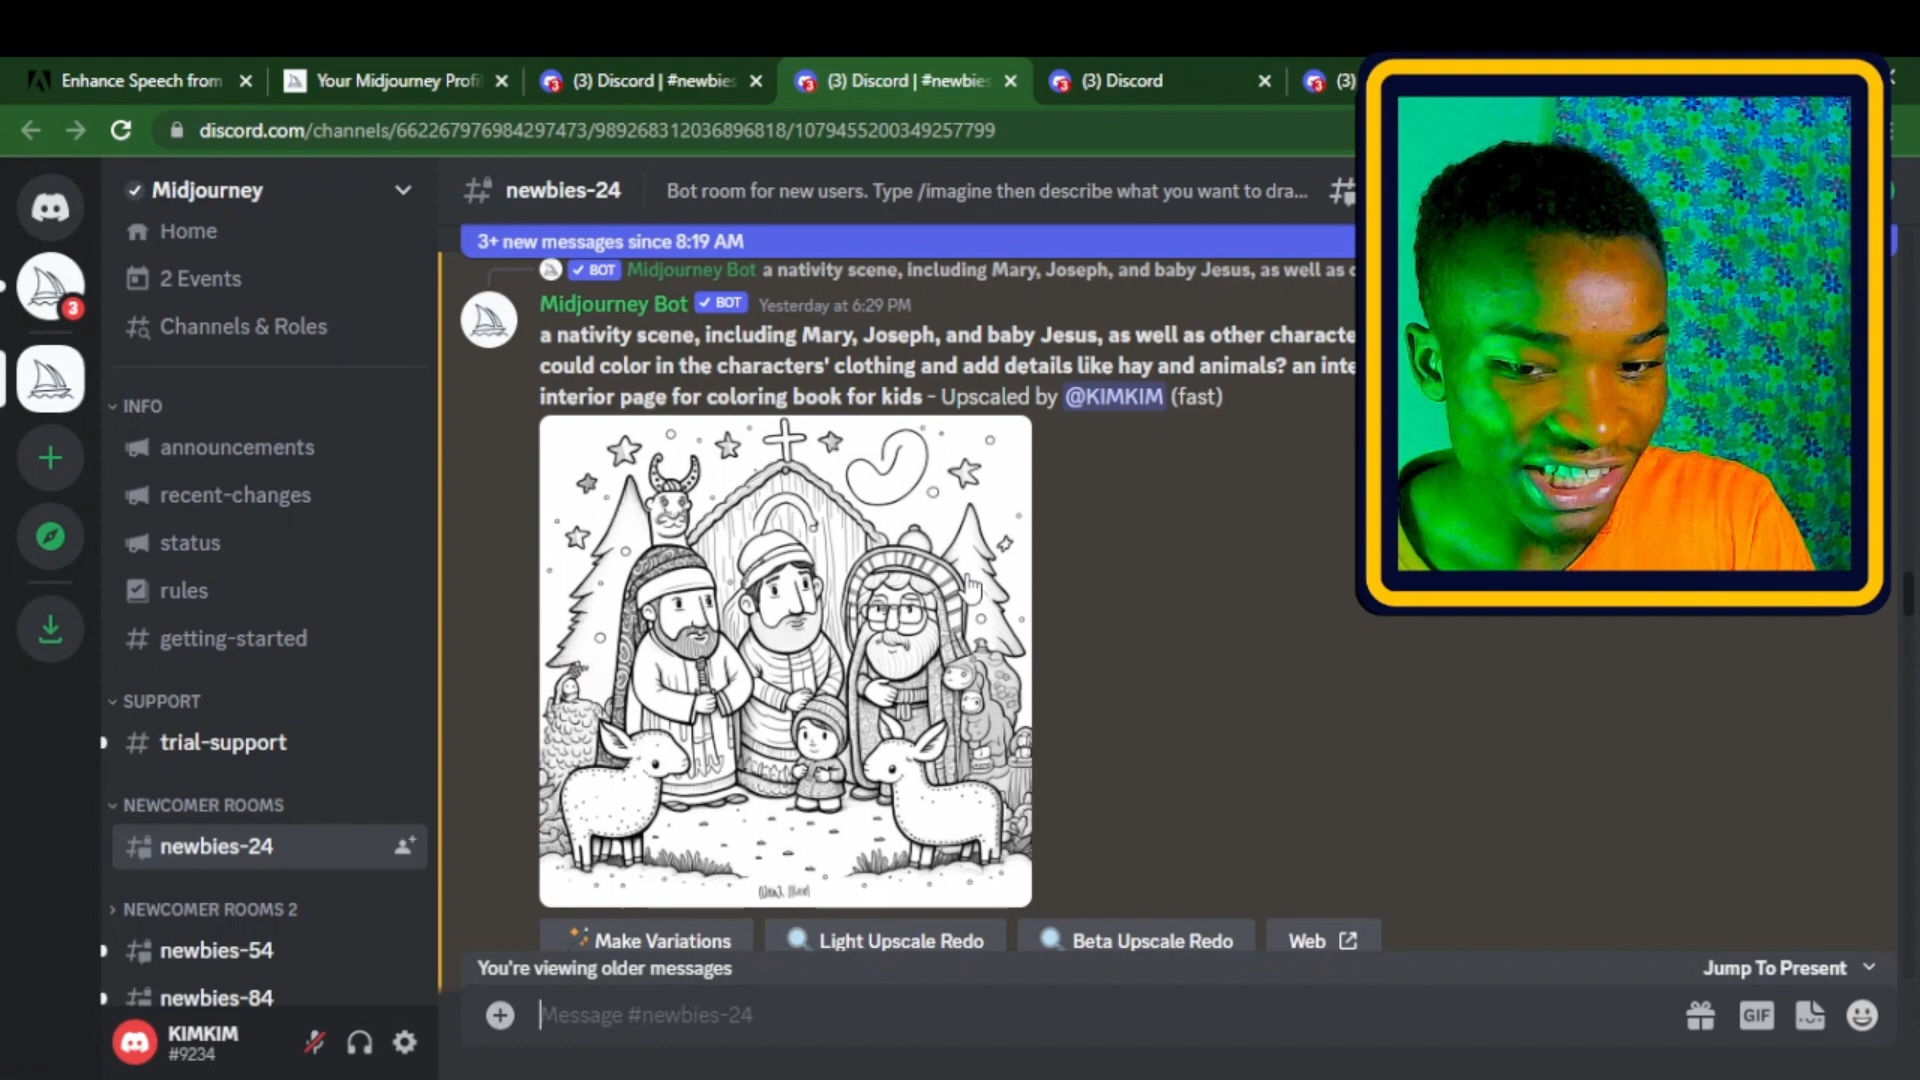 Enhance Speech from
Your Midjourney Profi
(3) Discord | #newbies
(3) Discord | #newbies
(3) Discord
(3)
discord.com/channels/662267976984297473/989268312036896818/1079455200349257799
Midjourney
newbies-24
Bot room for new users. Type /imagine then describe what you want to dra...
Home
2 Events
Channels & Roles
INFO
announcements
recent-changes
status
rules
getting-started
SUPPORT
trial-support
NEWCOMER ROOMS
newbies-24
NEWCOMER ROOMS 2
newbies-54
newbies-84
KIMKIM
#9234
3
3+ new messages since 8:19 AM
BOT Midjourney Bot a nativity scene, including Mary, Joseph, and baby Jesus, as well as
Midjourney Bot BOT Yesterday at 6:29 PM
a nativity scene, including Mary, Joseph, and baby Jesus, as well as other characte
could color in the characters' clothing and add details like hay and animals? an inte
interior page for coloring book for kids - Upscaled by @KIMKIM (fast)
Make Variations
Light Upscale Redo
Beta Upscale Redo
Web
You're viewing older messages
Jump To Present
Message #newbies-24
GIF